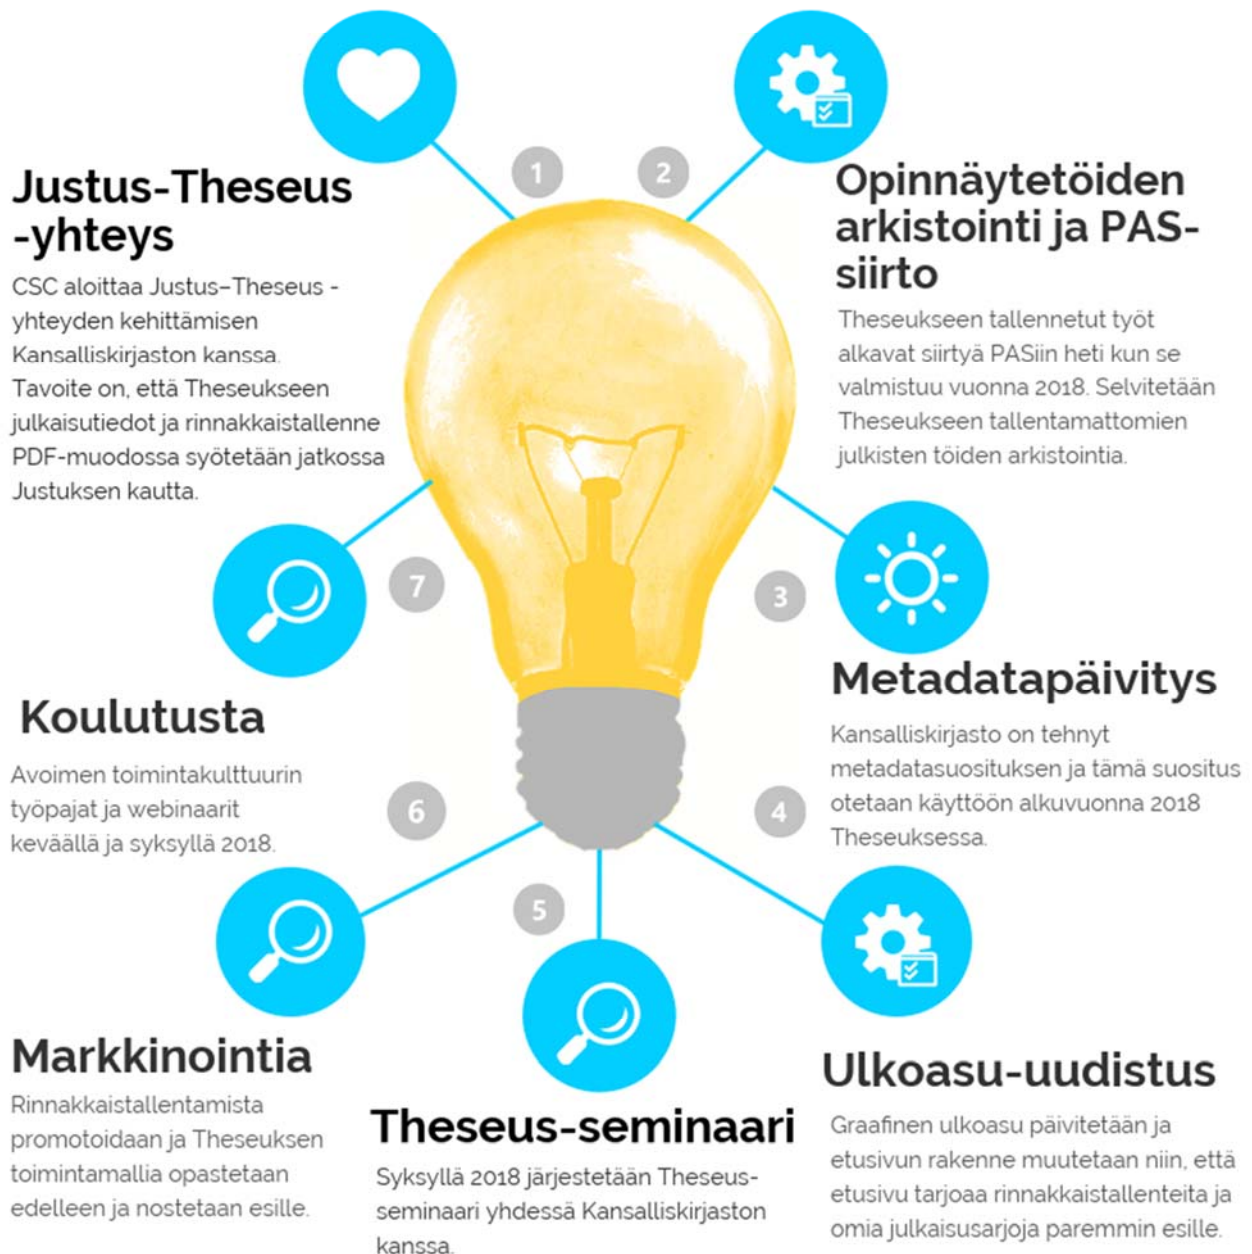 1
Justus-Theseus
-yhteys
CSC aloittaa Justus–Theseus -
yhteyden kehittämisen
Kansalliskirjaston kanssa.
Tavoite on, että Theseukseen
julkaisutiedot ja rinnakkaistallenne
PDF-muodossa syötetään jatkossa
Justuksen kautta.
2
Opinnäytetöiden
arkistointi ja PAS-
siirto
Theseukseen tallennetut työt
alkavat siirtyä PASiin heti kun se
valmistuu vuonna 2018. Selvitetään
Theseukseen tallentamattomien
julkisten töiden arkistointia.
3
Metadatapäivitys
Kansalliskirjasto on tehnyt
metadatasuosituksen ja tämä suositus
otetaan käyttöön alkuvuonna 2018
Theseuksessa.
4
Ulkoasu-uudistus
Graafinen ulkoasu päivitetään ja
etusivun rakenne muutetaan niin, että
etusivu tarjoaa rinnakkaistallenteita ja
omia julkaisusarjoja paremmin esille.
5
Theseus-seminaari
Syksyllä 2018 järjestetään Theseus-
seminaari yhdessä Kansalliskirjaston
kanssa.
6
Markkinointia
Rinnakkaistallentamista
promotoidaan ja Theseuksen
toimintamallia opastetaan
edelleen ja nostetaan esille.
7
Koulutusta
Avoimen toimintakulttuurin
työpajat ja webinaarit
keväällä ja syksyllä 2018.